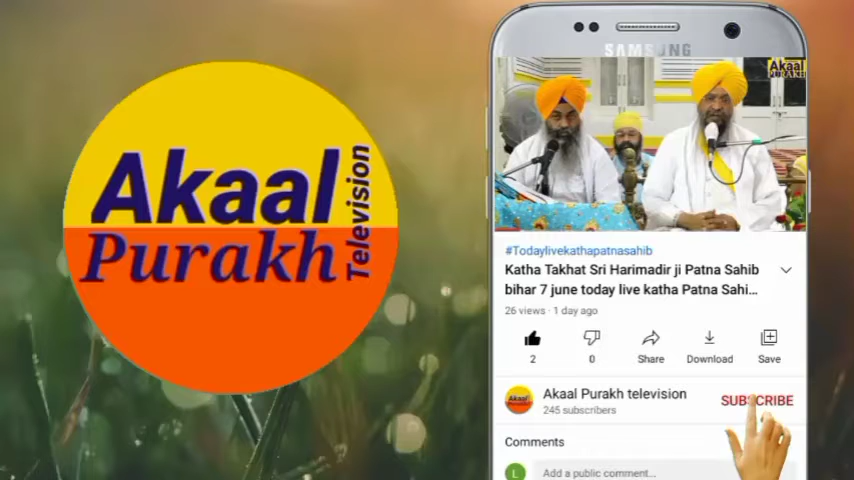 Akaal
Purakh
Television
SAMSUNG
Akaal
PURAKH
#Todaylivekathapatnasahib
Katha Takhat Sri Harimadir ji Patna Sahib
bihar 7 june today live katha Patna Sahi...
26 views · 1 day ago
2
0
Share
Download
Save
Akaal
Akaal Purakh television
245 subscribers
SUBSCRIBE
Comments
L
Add a public comment...